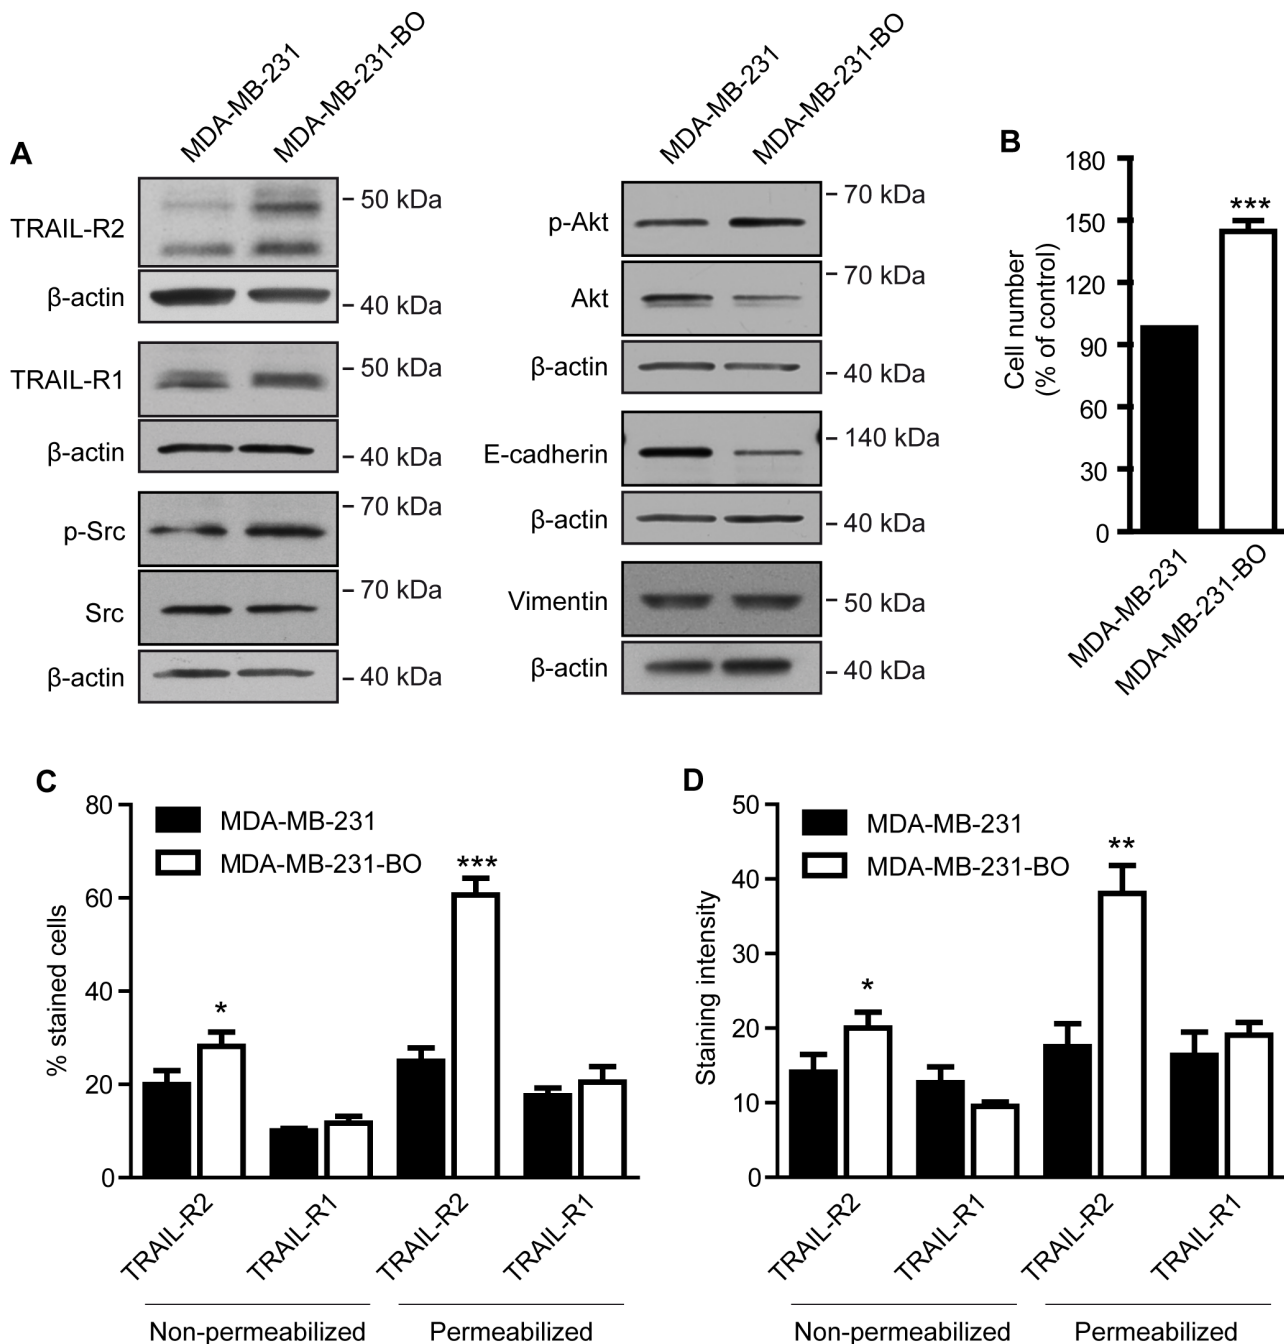 A
MDA-MB-231
MDA-MB-231-BO
TRAIL-R2
50 kDa
β-actin
40 kDa
TRAIL-R1
50 kDa
β-actin
40 kDa
p-Src
70 kDa
Src
70 kDa
β-actin
40 kDa
MDA-MB-231
MDA-MB-231-BO
p-Akt
70 kDa
Akt
70 kDa
β-actin
40 kDa
E-cadherin
140 kDa
β-actin
40 kDa
Vimentin
50 kDa
β-actin
40 kDa
B
Cell number
(% of control)
180
150
120
90
60
30
0
***
MDA-MB-231
MDA-MB-231-BO
C
% stained cells
80
60
40
20
0
MDA-MB-231
MDA-MB-231-BO
*
***
TRAIL-R2
TRAIL-R1
TRAIL-R2
TRAIL-R1
Non-permeabilized
Permeabilized
D
Staining intensity
50
40
30
20
10
0
MDA-MB-231
MDA-MB-231-BO
*
**
TRAIL-R2
TRAIL-R1
TRAIL-R2
TRAIL-R1
Non-permeabilized
Permeabilized